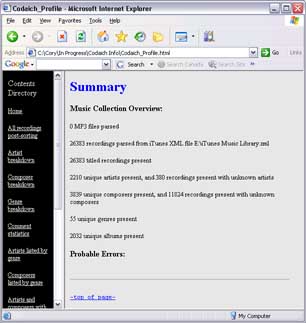 Codaich_Profile - Microsoft Internet Explorer
File Edit View Favorites Tools Help
Back Search
Address C:\Cory\In Progress\Codaich Info\Codaich_Profile.html Go Links
Google Search Search Site
Contents
Directory
Home
All recordings
post-sorting
Artist
breakdown
Composer
breakdown
Genre
breakdown
Comment
statistics
Artists listed by
genre
Composers
listed by genre
Artists and
composers with
Summary
Music Collection Overview:
0 MP3 files parsed
26383 recordings parsed from iTunes XML file E:\iTunes Music Library.xml
26383 titled recordings present
2210 unique artists present, and 380 recordings present with unknown artists
3839 unique composers present, and 11824 recordings present with unknown
composers
55 unique genres present
2032 unique albums present
Probable Errors:
-top of page-
My Computer